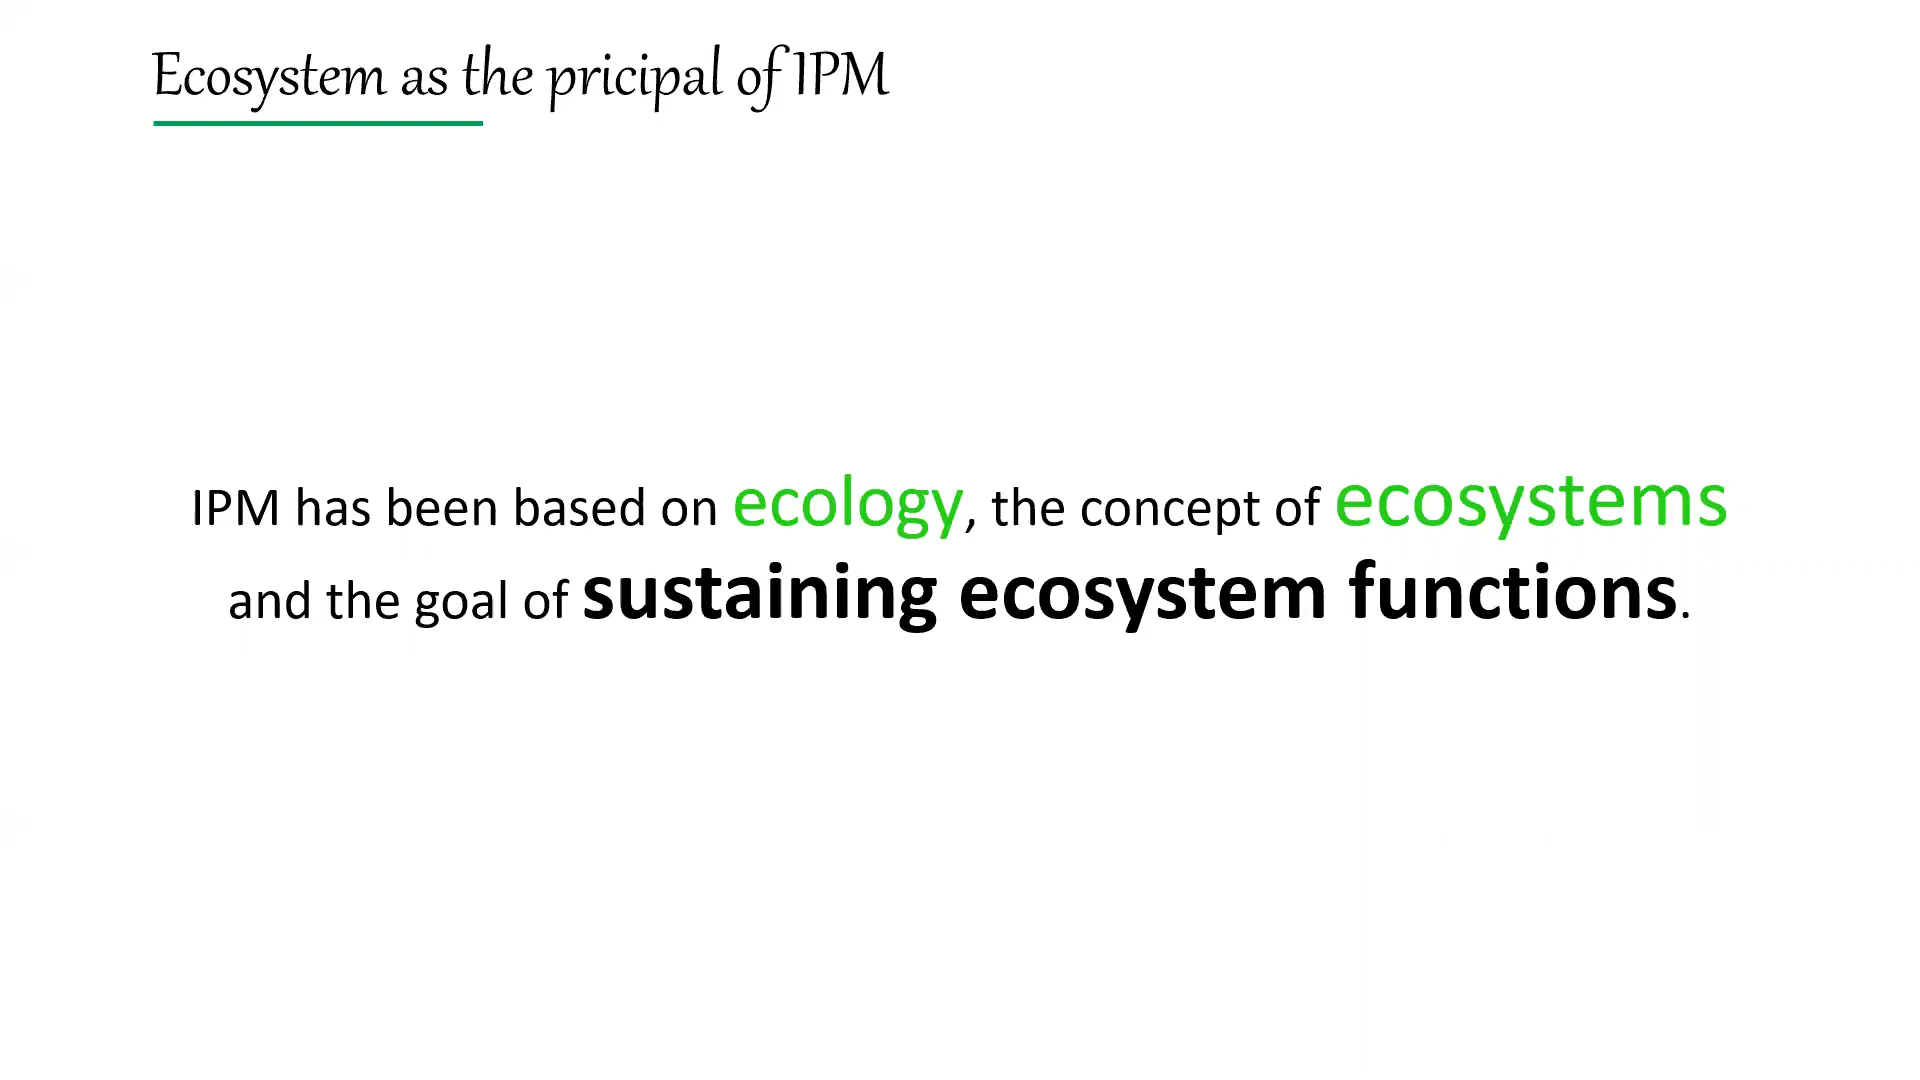 Ecosystem as the pricipal of IPM
IPM has been based on ecology, the concept of ecosystems
and the goal of sustaining ecosystem functions.